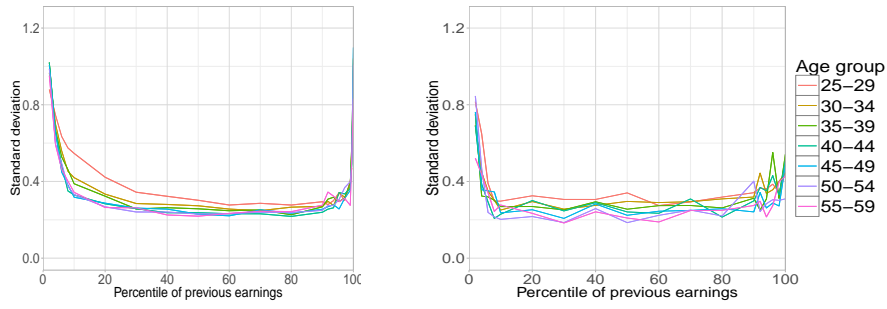 1.2
0.8
0.4
0.0
Standard deviation
0 20 40 60 80 100
Percentile of previous earnings
1.2
0.8
0.4
0.0
Standard deviation
0 20 40 60 80 100
Percentile of previous earnings
Age group
25−29
30−34
35−39
40−44
45−49
50−54
55−59